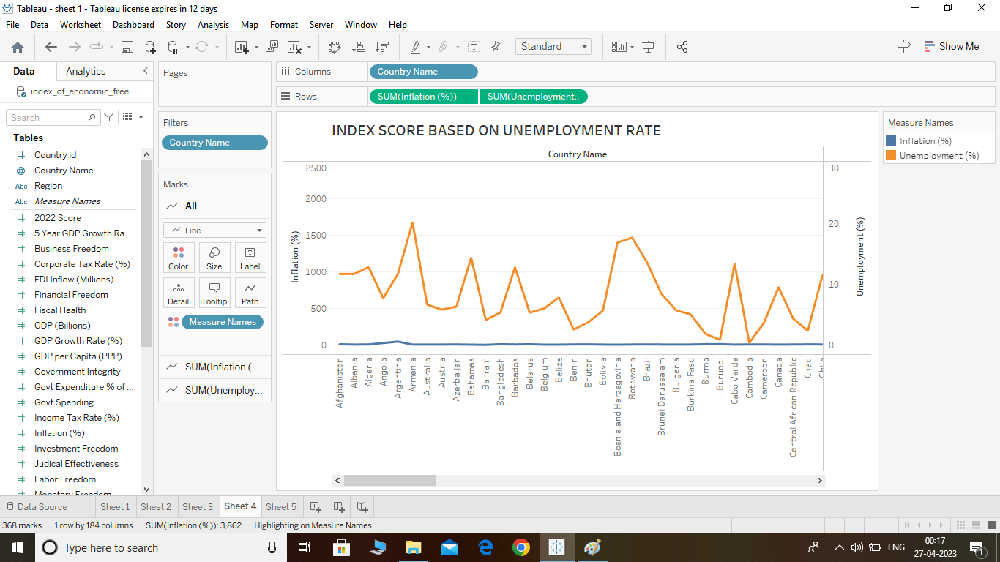 Tableau - sheet 1 - Tableau license expires in 12 days
File Data Worksheet Dashboard Story Analysis Map Format Server Window Help
Standard
Show Me
Data Analytics
index_of_economic_free...
Search
Tables
Country id
Country Name
Abc Region
Abc Measure Names
2022 Score
5 Year GDP Growth Ra...
Business Freedom
Corporate Tax Rate (%)
FDI Inflow (Millions)
Financial Freedom
Fiscal Health
GDP (Billions)
GDP Growth Rate (%)
GDP per Capita (PPP)
Government Integrity
Govt Expenditure % of ...
Govt Spending
Income Tax Rate (%)
Inflation (%)
Investment Freedom
Judical Effectiveness
Labor Freedom
Monetary Freedom
Pages
Filters
Country Name
Marks
All
Line
Color Size Label
Detail Tooltip Path
Measure Names
SUM(Inflation (...
SUM(Unemploy...
Columns Country Name
Rows SUM(Inflation (%)) SUM(Unemployment..
INDEX SCORE BASED ON UNEMPLOYMENT RATE
Country Name
2500
2000
1500
1000
500
0
Inflation (%)
30
20
10
0
Unemployment (%)
Afghanistan
Albania
Algeria
Angola
Argentina
Armenia
Australia
Austria
Azerbaijan
Bahamas
Bahrain
Bangladesh
Barbados
Belarus
Belgium
Belize
Benin
Bhutan
Bolivia
Bosnia and Herzegovina
Botswana
Brazil
Brunei Darussalam
Bulgaria
Burkina Faso
Burma
Burundi
Cabo Verde
Cambodia
Cameroon
Canada
Central African Republic
Chad
Chile
Measure Names
Inflation (%)
Unemployment (%)
Data Source Sheet 1 Sheet 2 Sheet 3 Sheet 4 Sheet 5
368 marks 1 row by 184 columns SUM(Inflation (%)): 3,862 Highlighting on Measure Names
Type here to search
ENG
00:17
27-04-2023
1